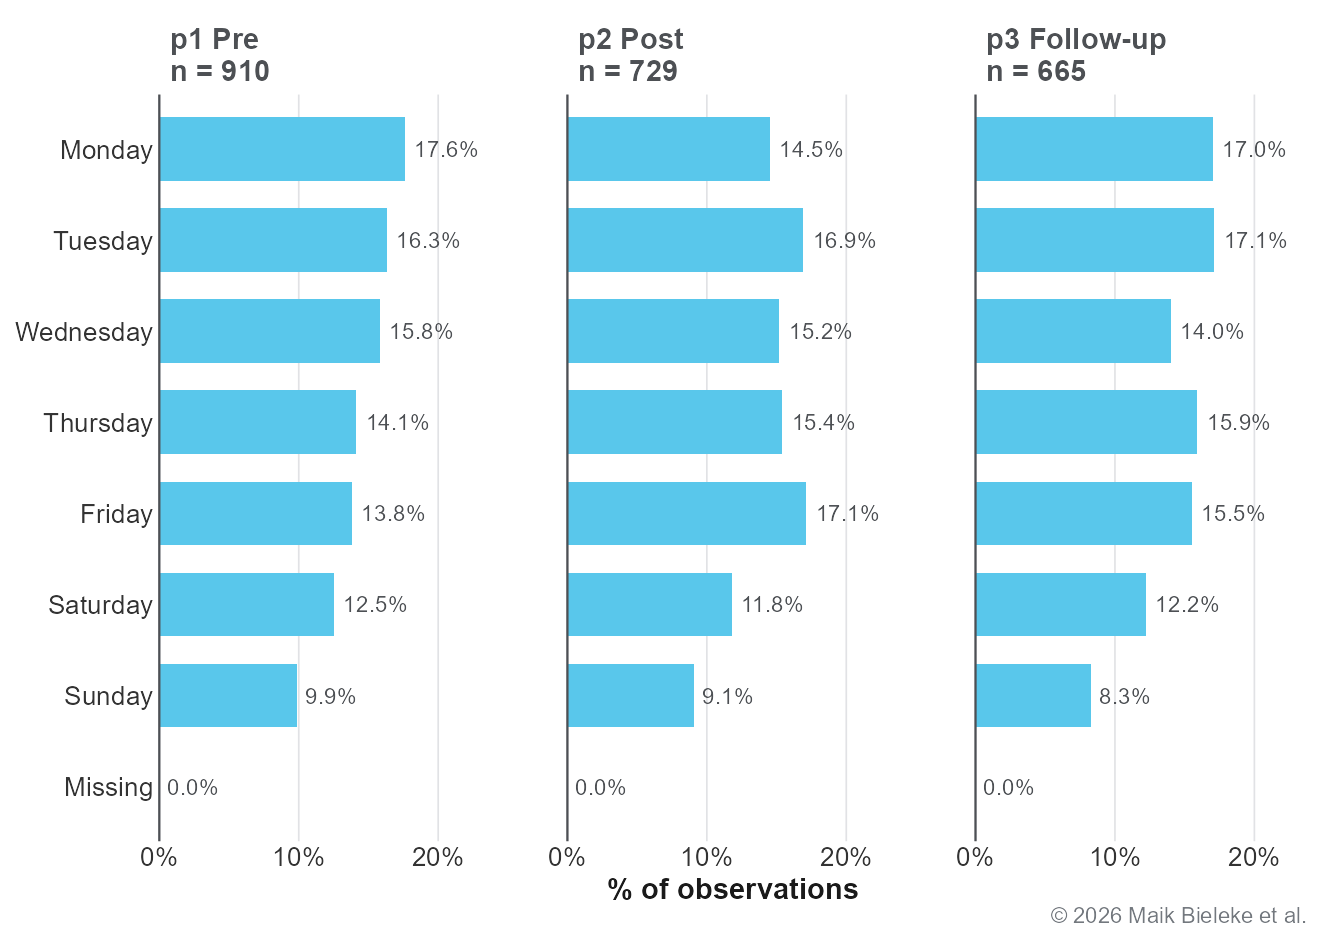 p1 Pre
n = 910
p2 Post
n = 729
p3 Follow-up
n = 665
Monday 17.6% 14.5% 17.0%
Tuesday 16.3% 16.9% 17.1%
Wednesday 15.8% 15.2% 14.0%
Thursday 14.1% 15.4% 15.9%
Friday 13.8% 17.1% 15.5%
Saturday 12.5% 11.8% 12.2%
Sunday 9.9% 9.1% 8.3%
Missing 0.0% 0.0% 0.0%
0% 10% 20% 0% 10% 20% 0% 10% 20%
% of observations
© 2026 Maik Bieleke et al.